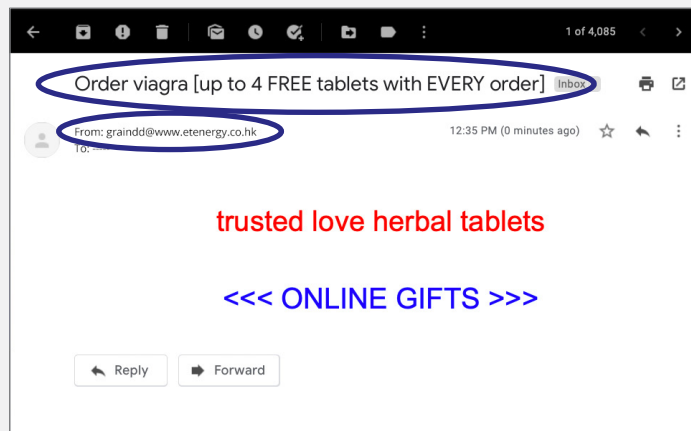 1 of 4,085
Order viagra [up to 4 FREE tablets with EVERY order] Inbox
From: graindd@www.etenergy.co.hk
12:35 PM (0 minutes ago)
To:
trusted love herbal tablets
<<< ONLINE GIFTS >>>
Reply
Forward